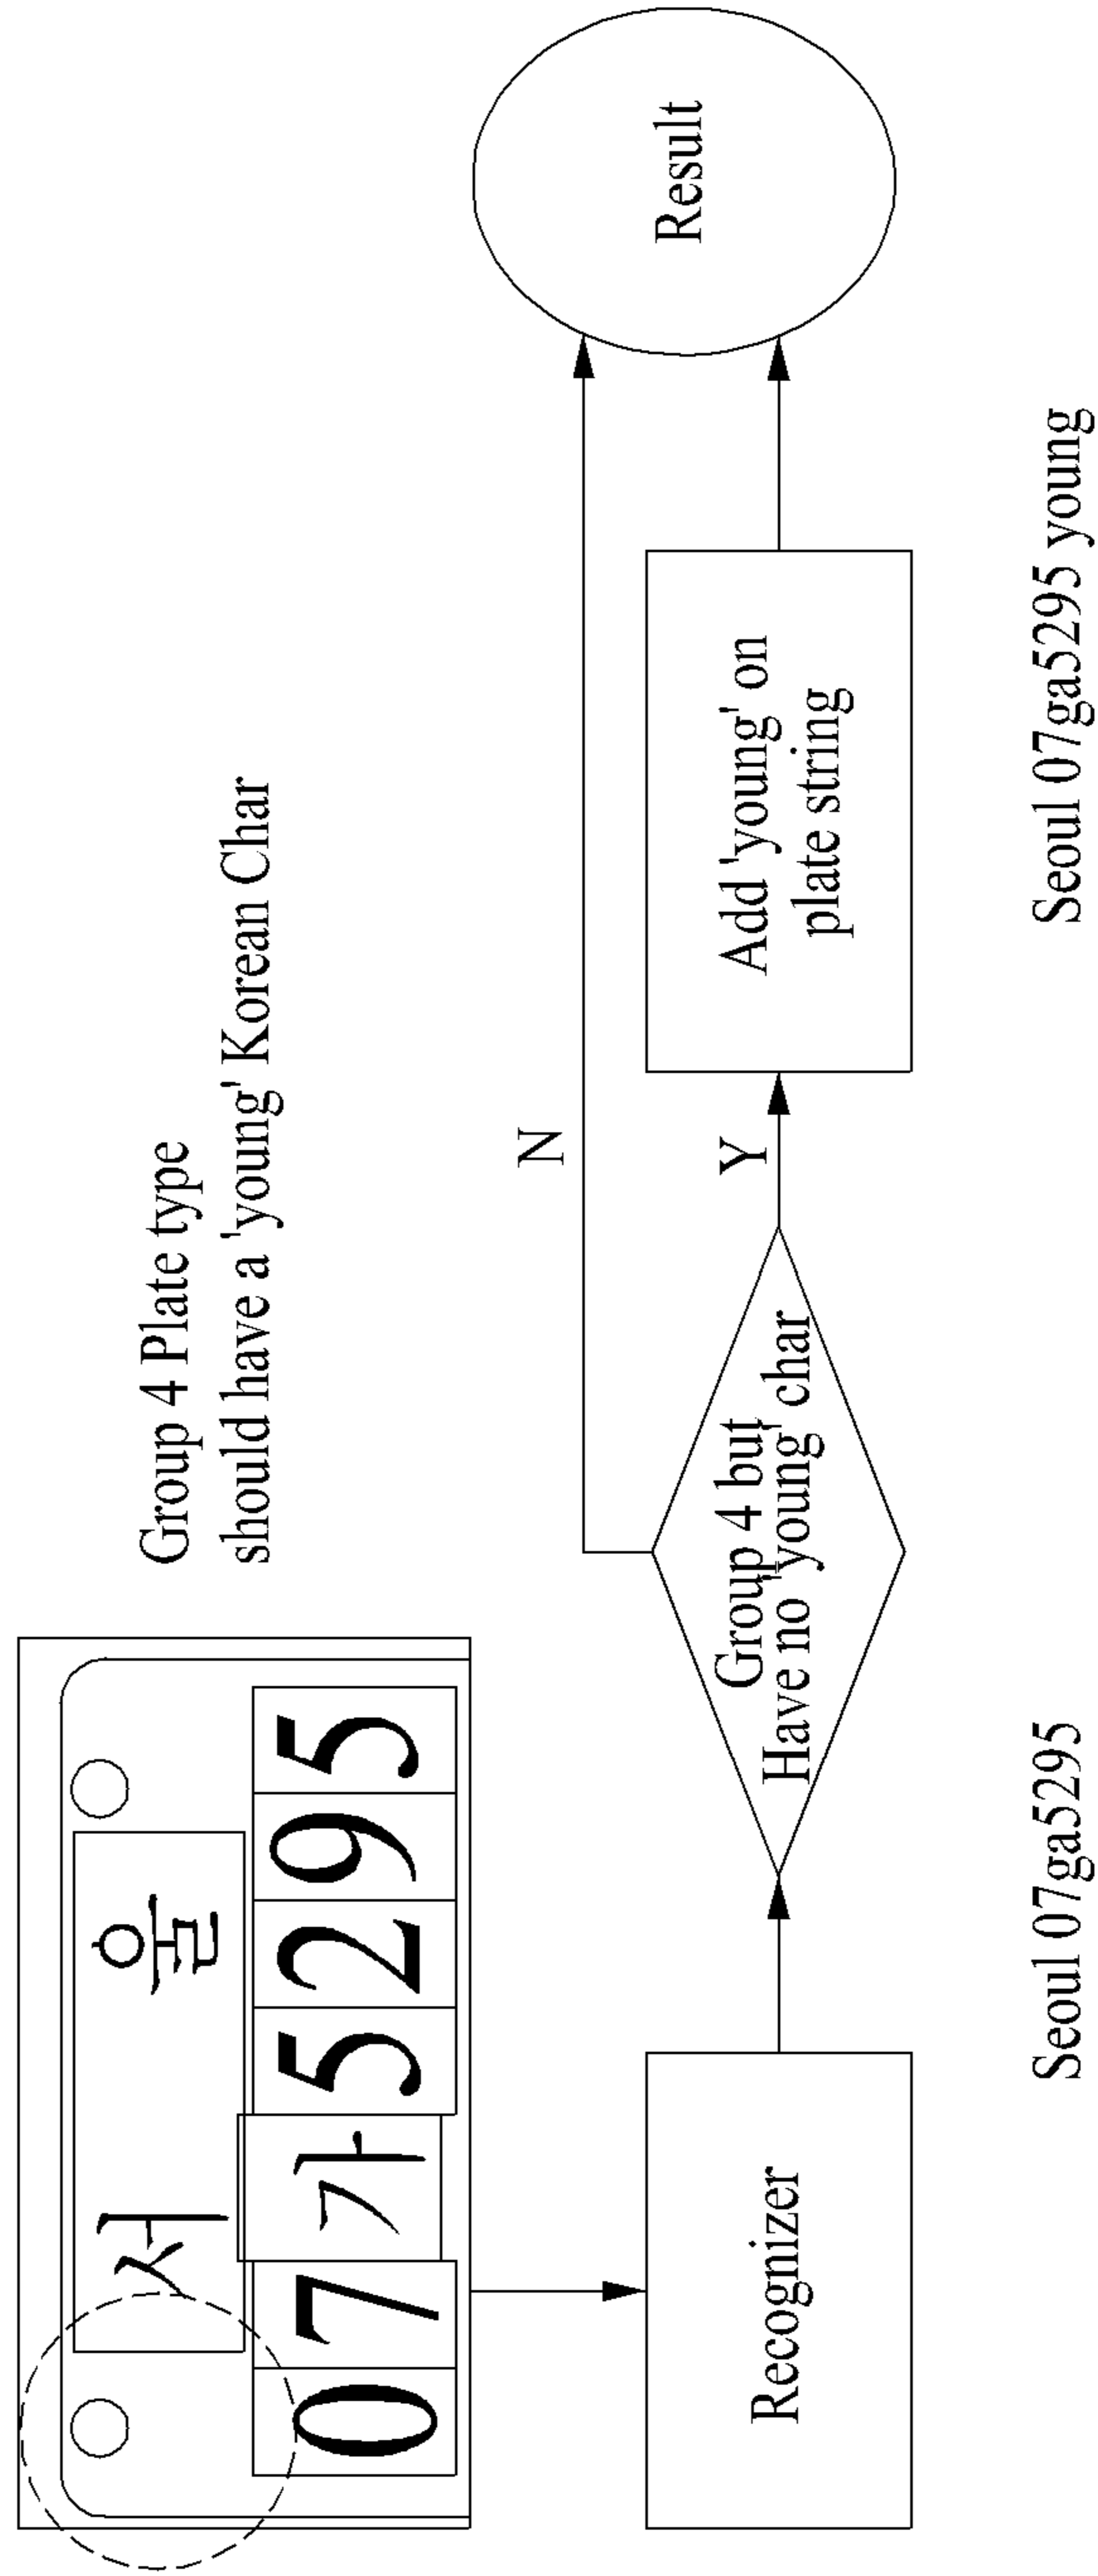 서 울
07가5295
Group 4 Plate type
should have a 'young' Korean Char
Recognizer
Group 4 but
Have no 'young' char
N
Y
Add 'young' on
plate string
Result
Seoul 07ga5295
Seoul 07ga5295 young